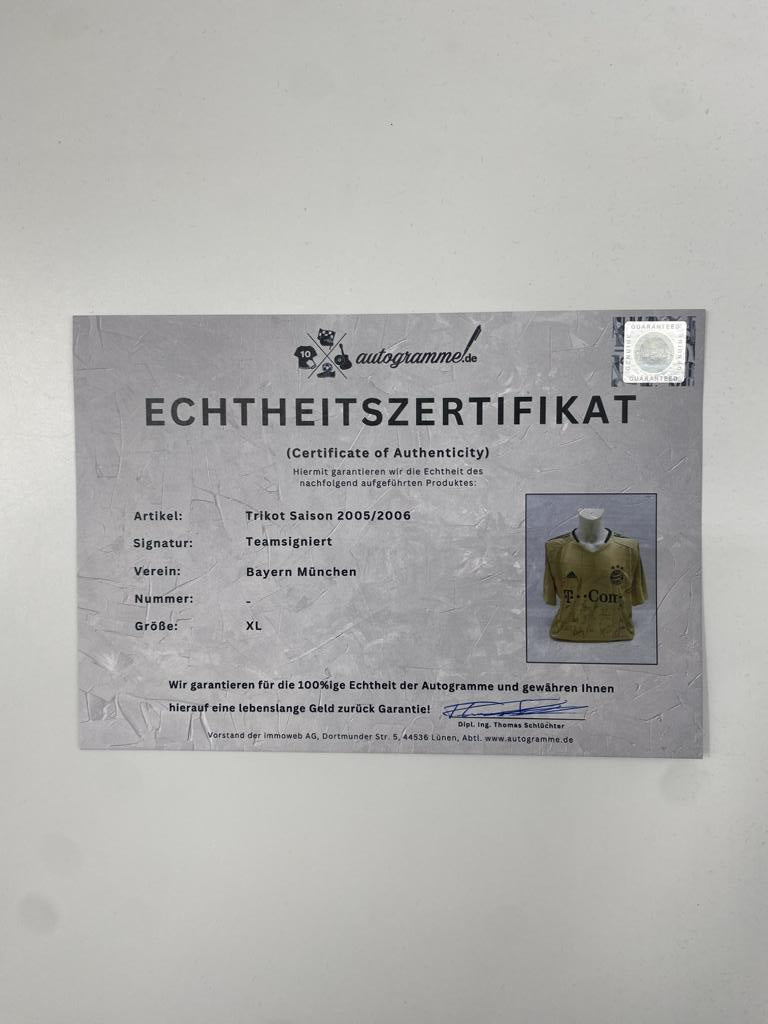 10
autogramme!.de
GUARANTEED
GENUINE
GENUINE
GUARANTEED
ECHTHEITSZERTIFIKAT
(Certificate of Authenticity)
Hiermit garantieren wir die Echtheit des
nachfolgend aufgeführten Produktes:
Artikel: Trikot Saison 2005/2006
Signatur: Teamsigniert
Verein: Bayern München
Nummer: -
Größe: XL
T··Com
Wir garantieren für die 100%ige Echtheit der Autogramme und gewähren Ihnen
hierauf eine lebenslange Geld zurück Garantie!
Dipl. Ing. Thomas Schlüchter
Vorstand der immoweb AG, Dortmunder Str. 5, 44536 Lünen, Abtl. www.autogramme.de